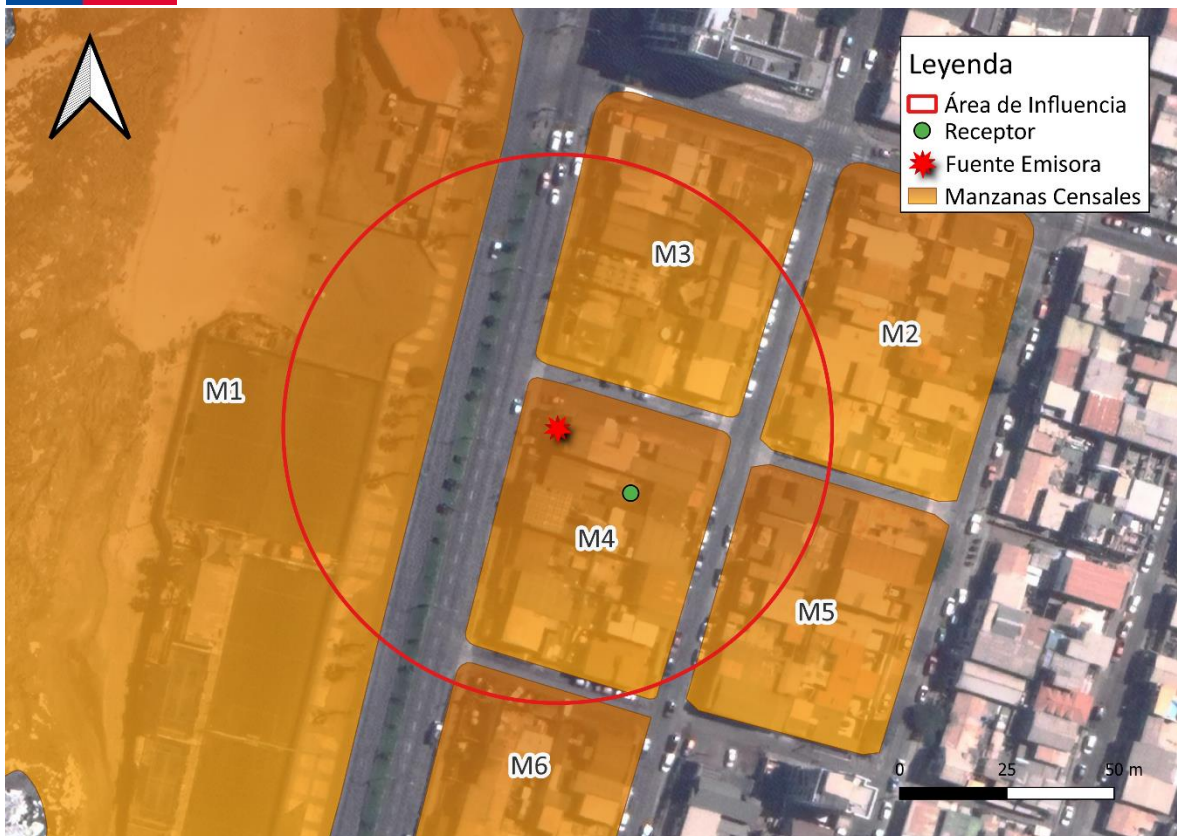 Leyenda
Área de Influencia
Receptor
Fuente Emisora
Manzanas Censales
M3
M2
M1
M4
M5
M6
0 25 50 m